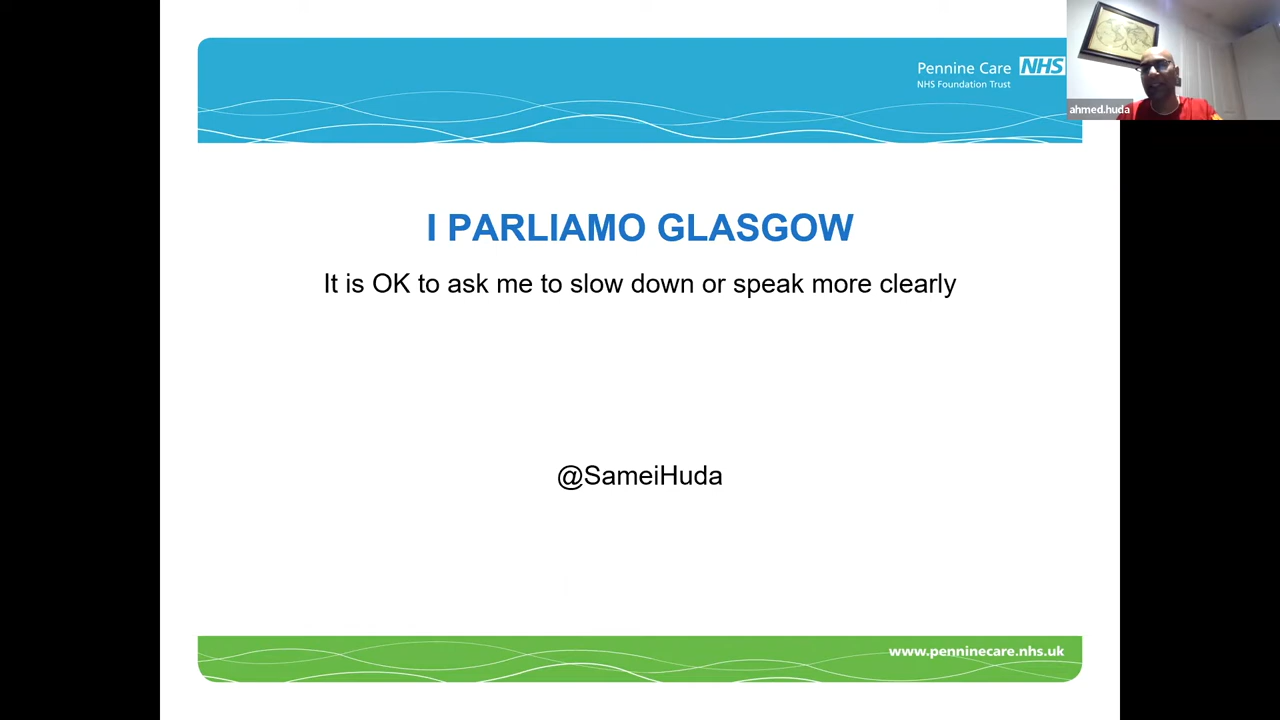 Pennine Care NHS
NHS Foundation Trust
ahmed.huda
I PARLIAMO GLASGOW
It is OK to ask me to slow down or speak more clearly
@SameiHuda
www.penninecare.nhs.uk